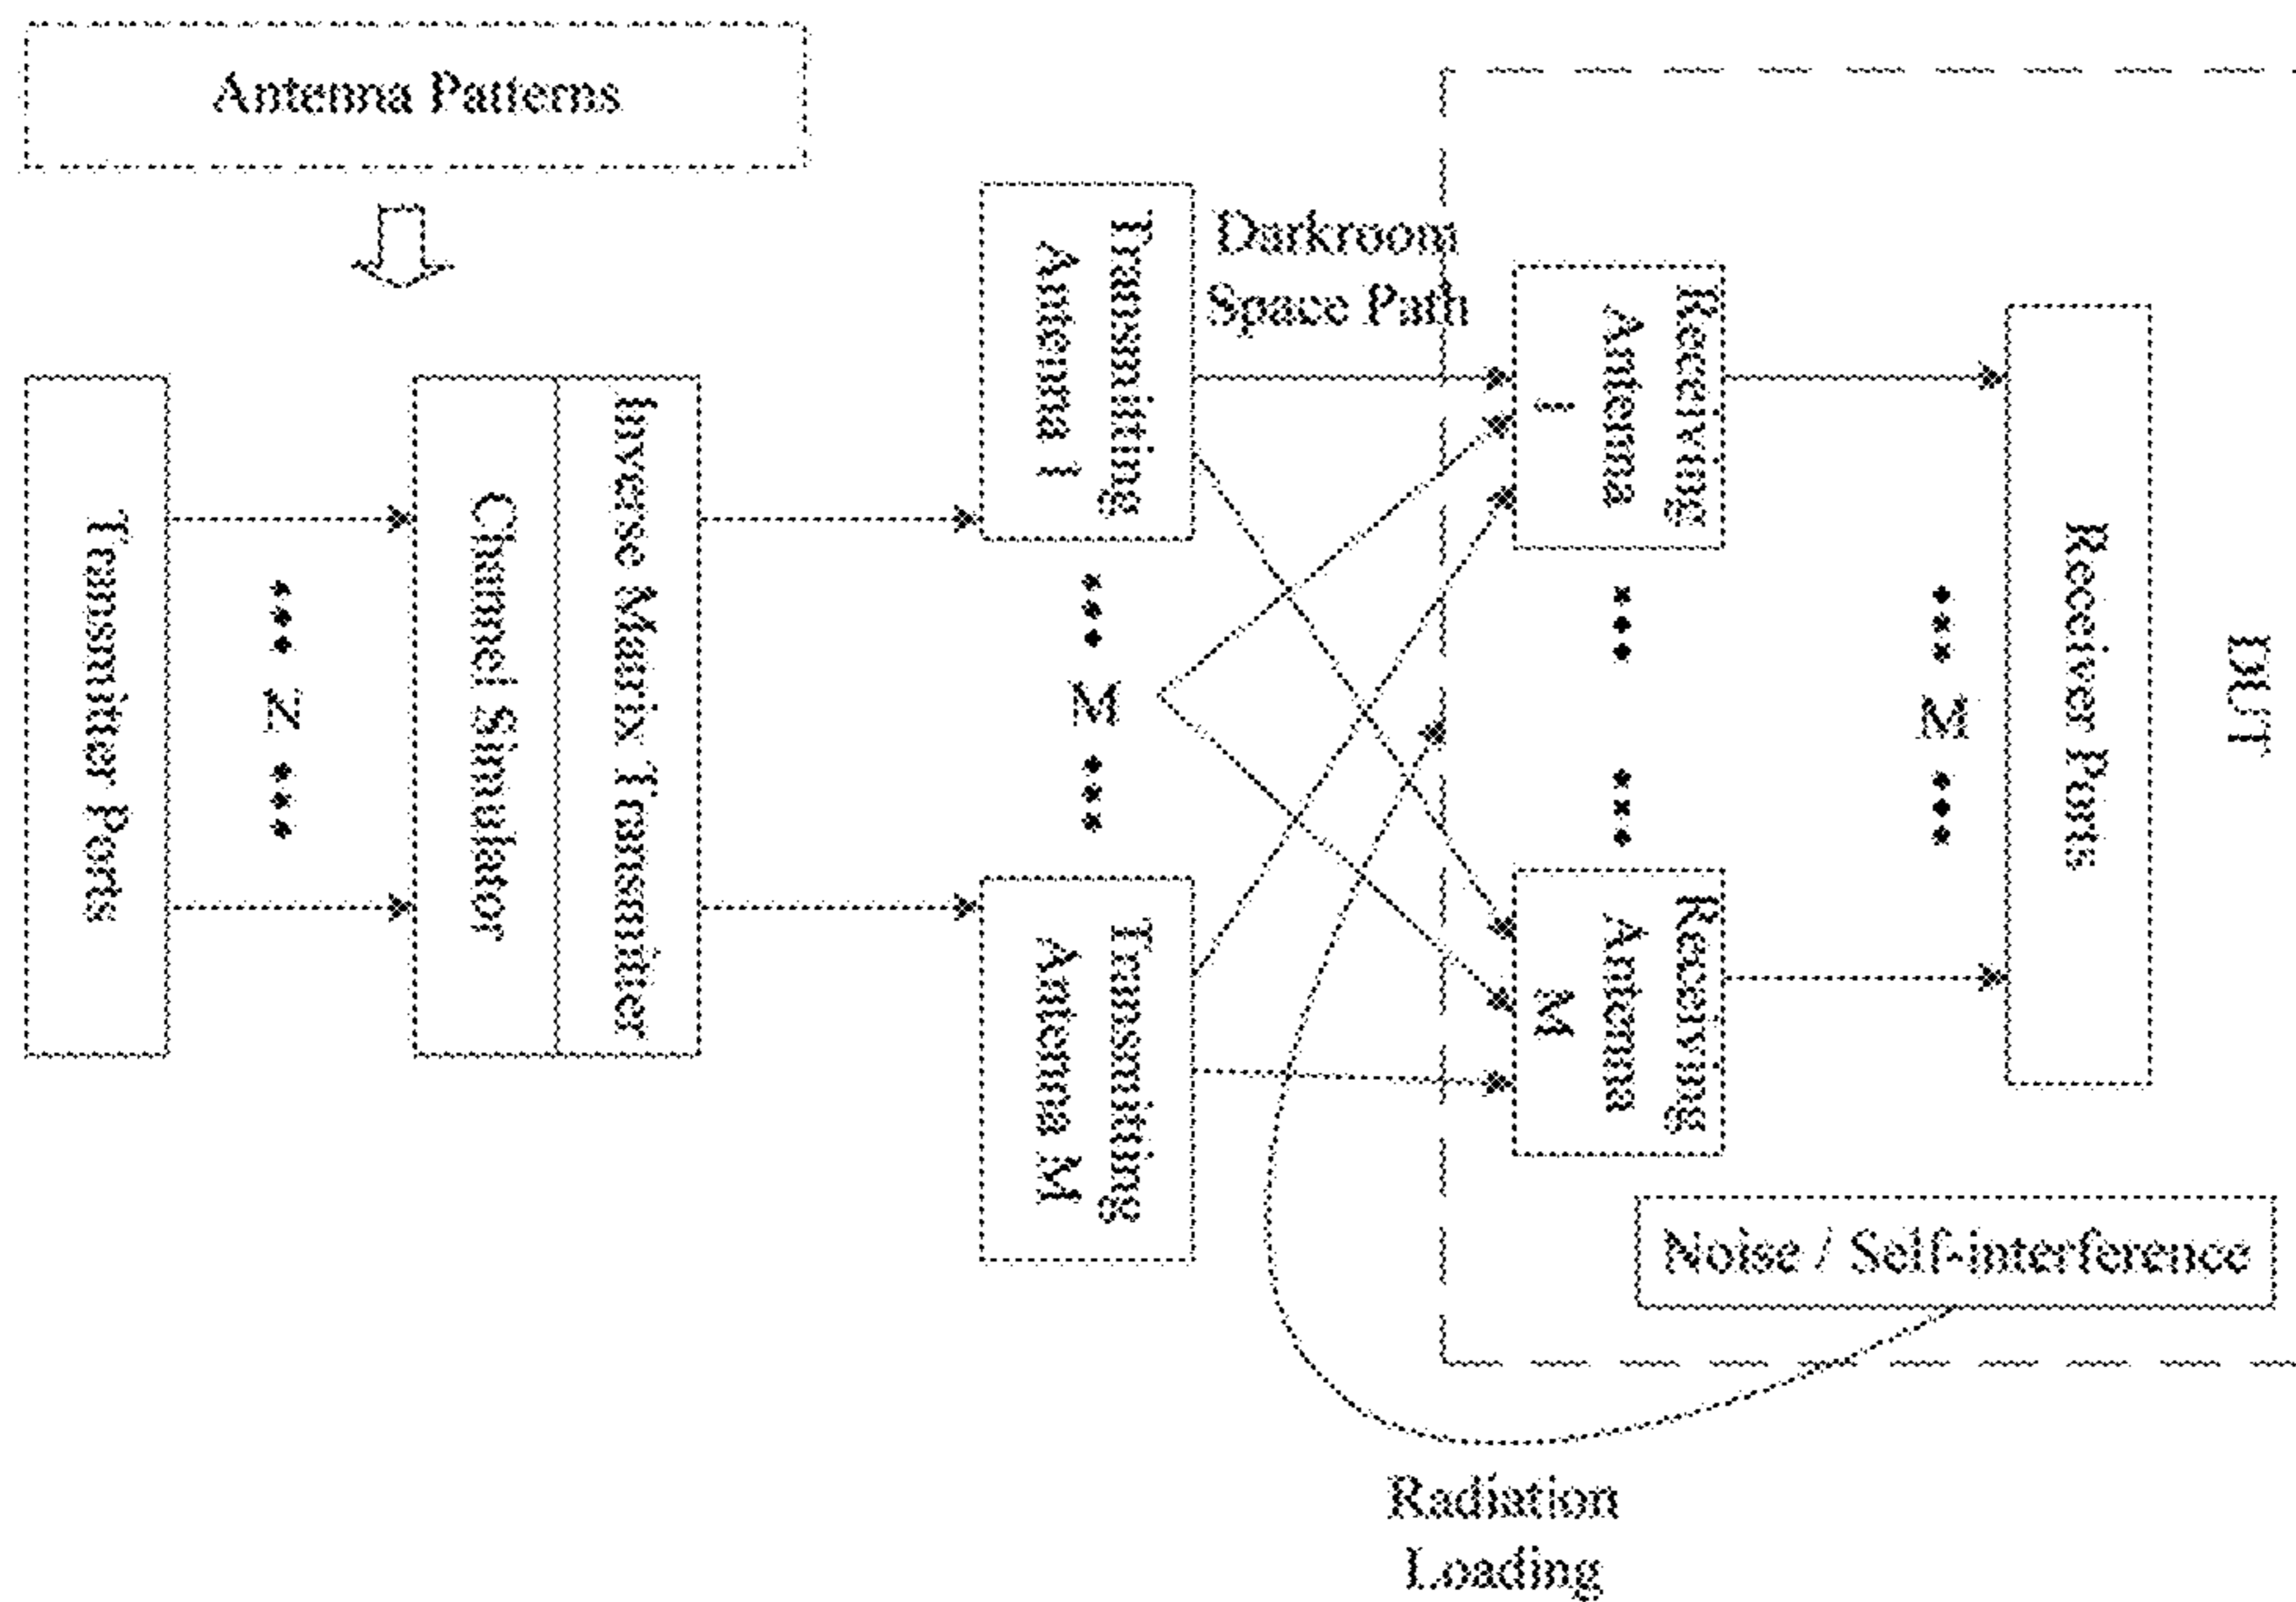 Antenna Patterns
Transmitter Ports
N
Channel Simulator
Inverse Matrix Transmitter
Transmitting
Antenna 1
M
Transmitting
Antenna M
Darkroom
Space Path
Receiving
Antenna
1
Receiving
Antenna
M
M
Receiver Ports
DUT
Noise / Self-interference
Radiation
Loading